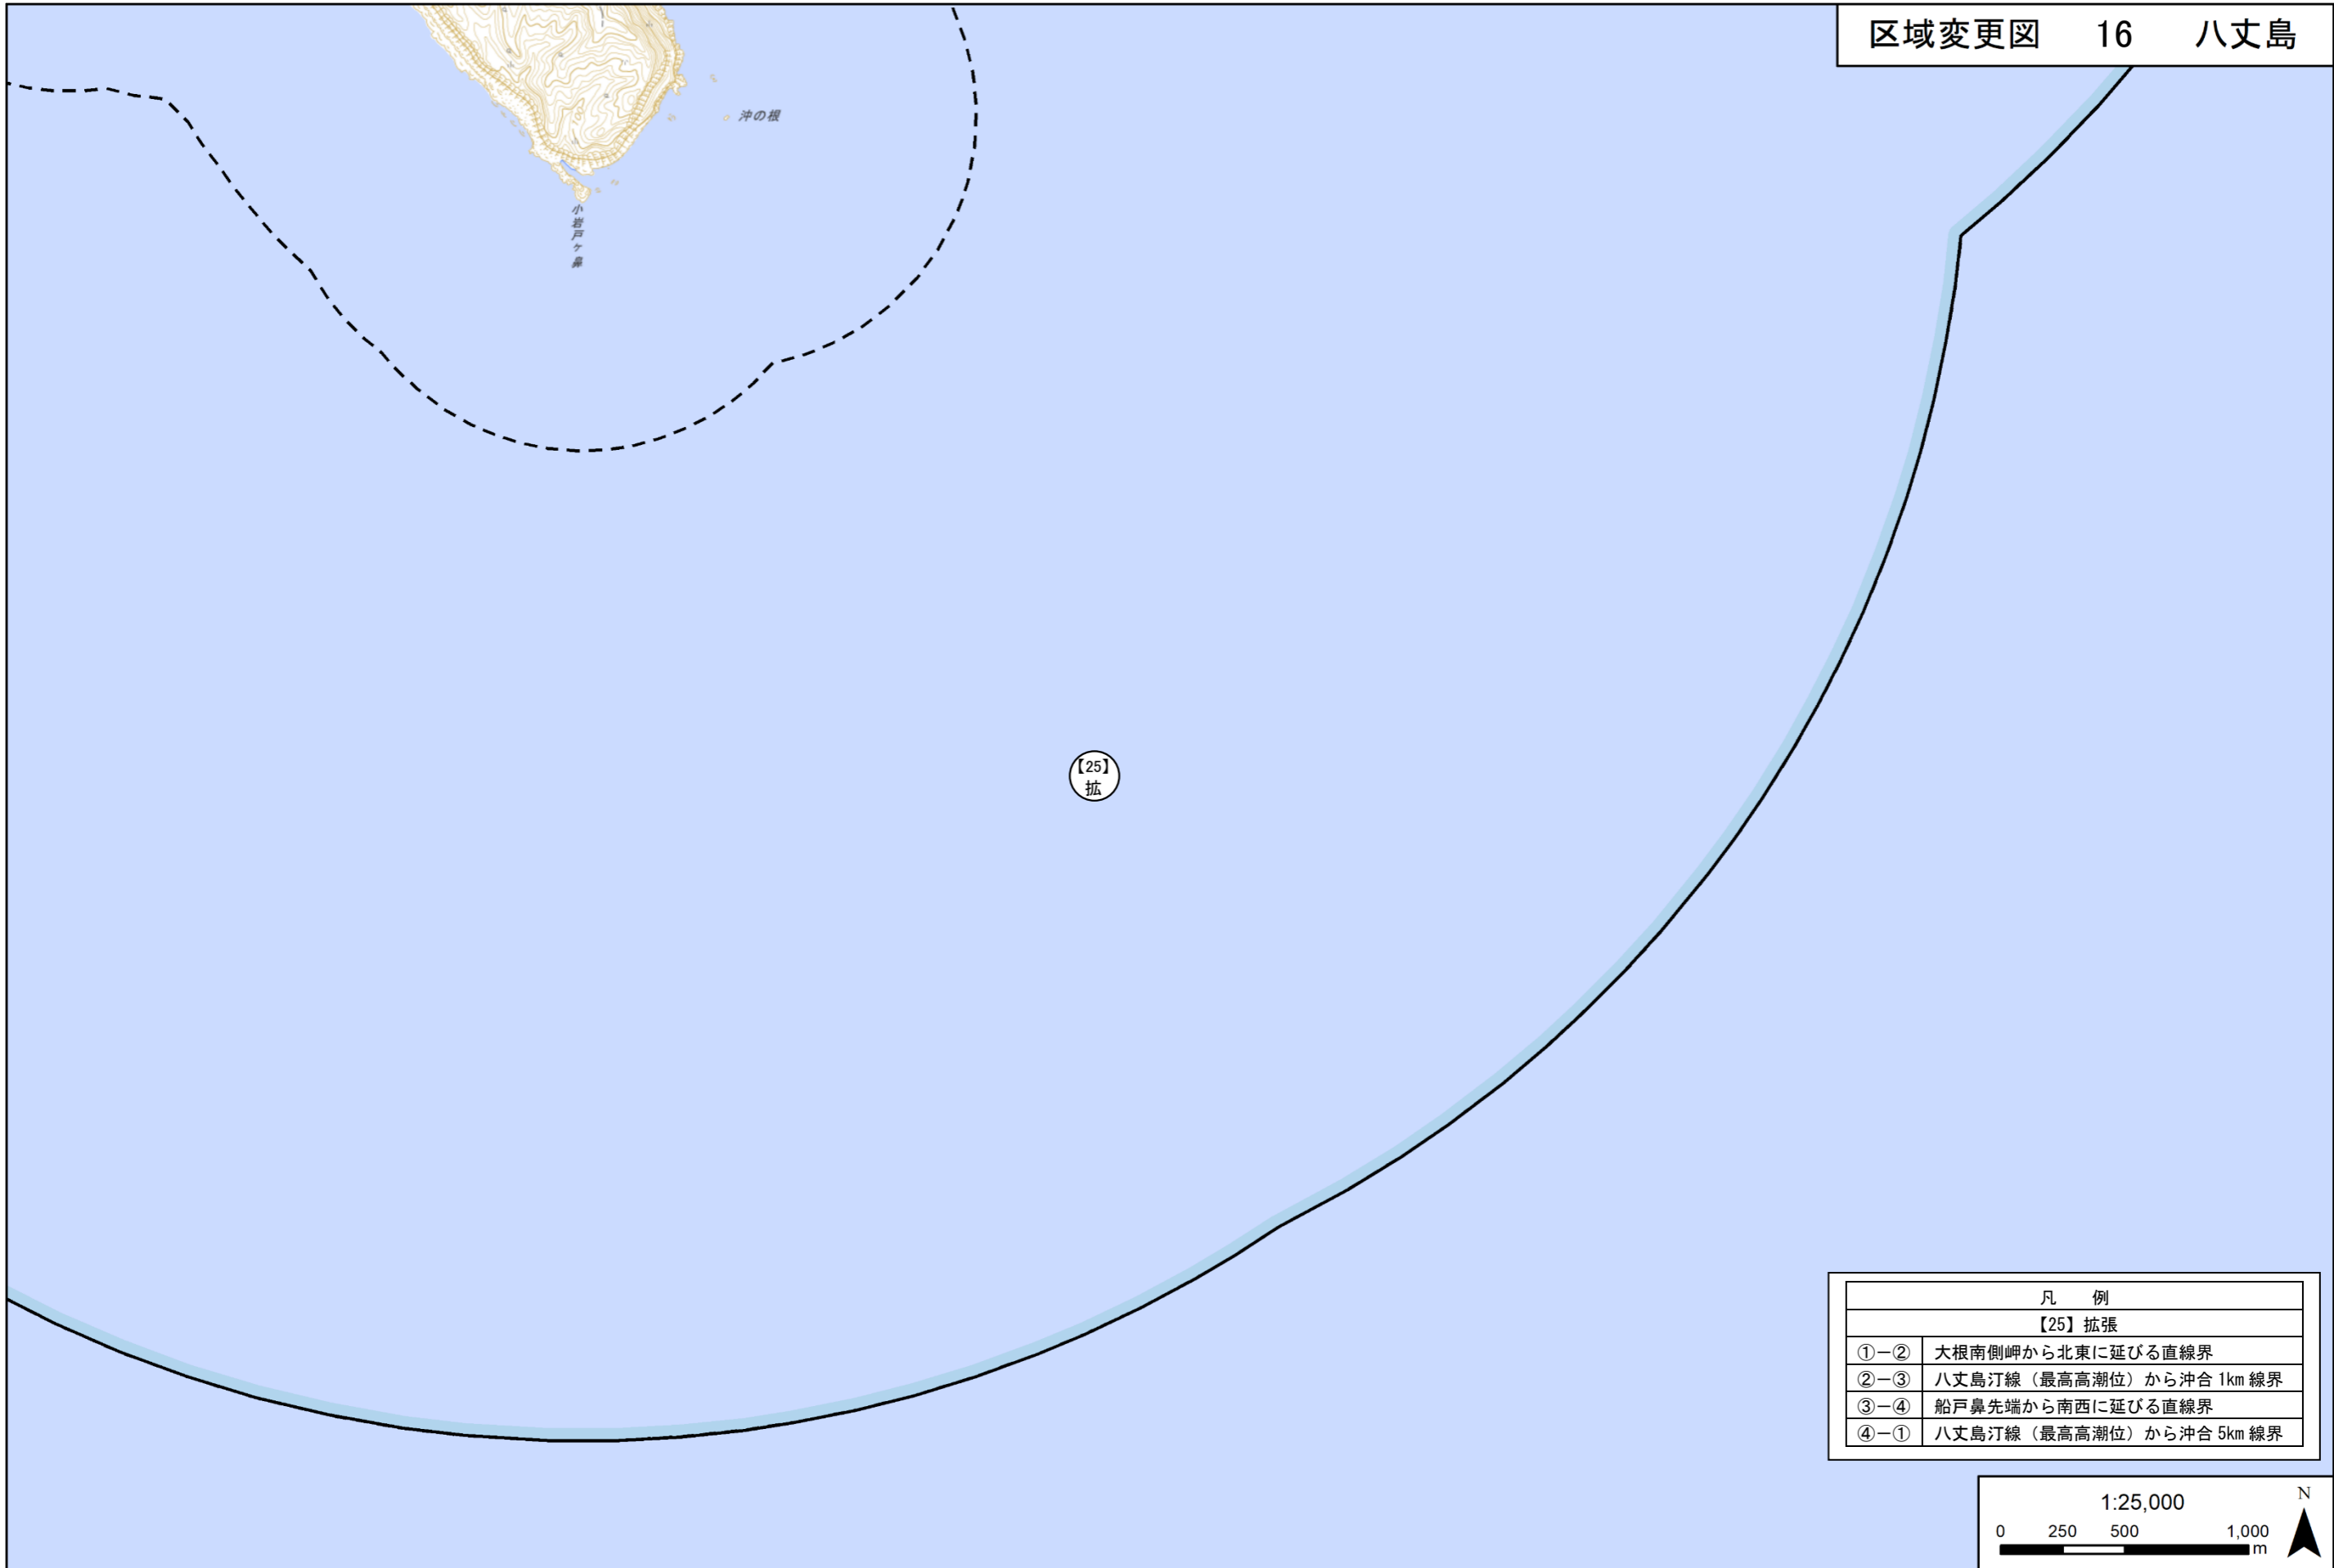 区域変更図 16 八丈島
沖の根
小岩戸ヶ鼻
【25】
拡
凡 例
【25】拡張
①－② 大根南側岬から北東に延びる直線界
②－③ 八丈島汀線（最高高潮位）から沖合 1km 線界
③－④ 船戸鼻先端から南西に延びる直線界
④－① 八丈島汀線（最高高潮位）から沖合 5km 線界
1:25,000
N
0 250 500 1,000
m